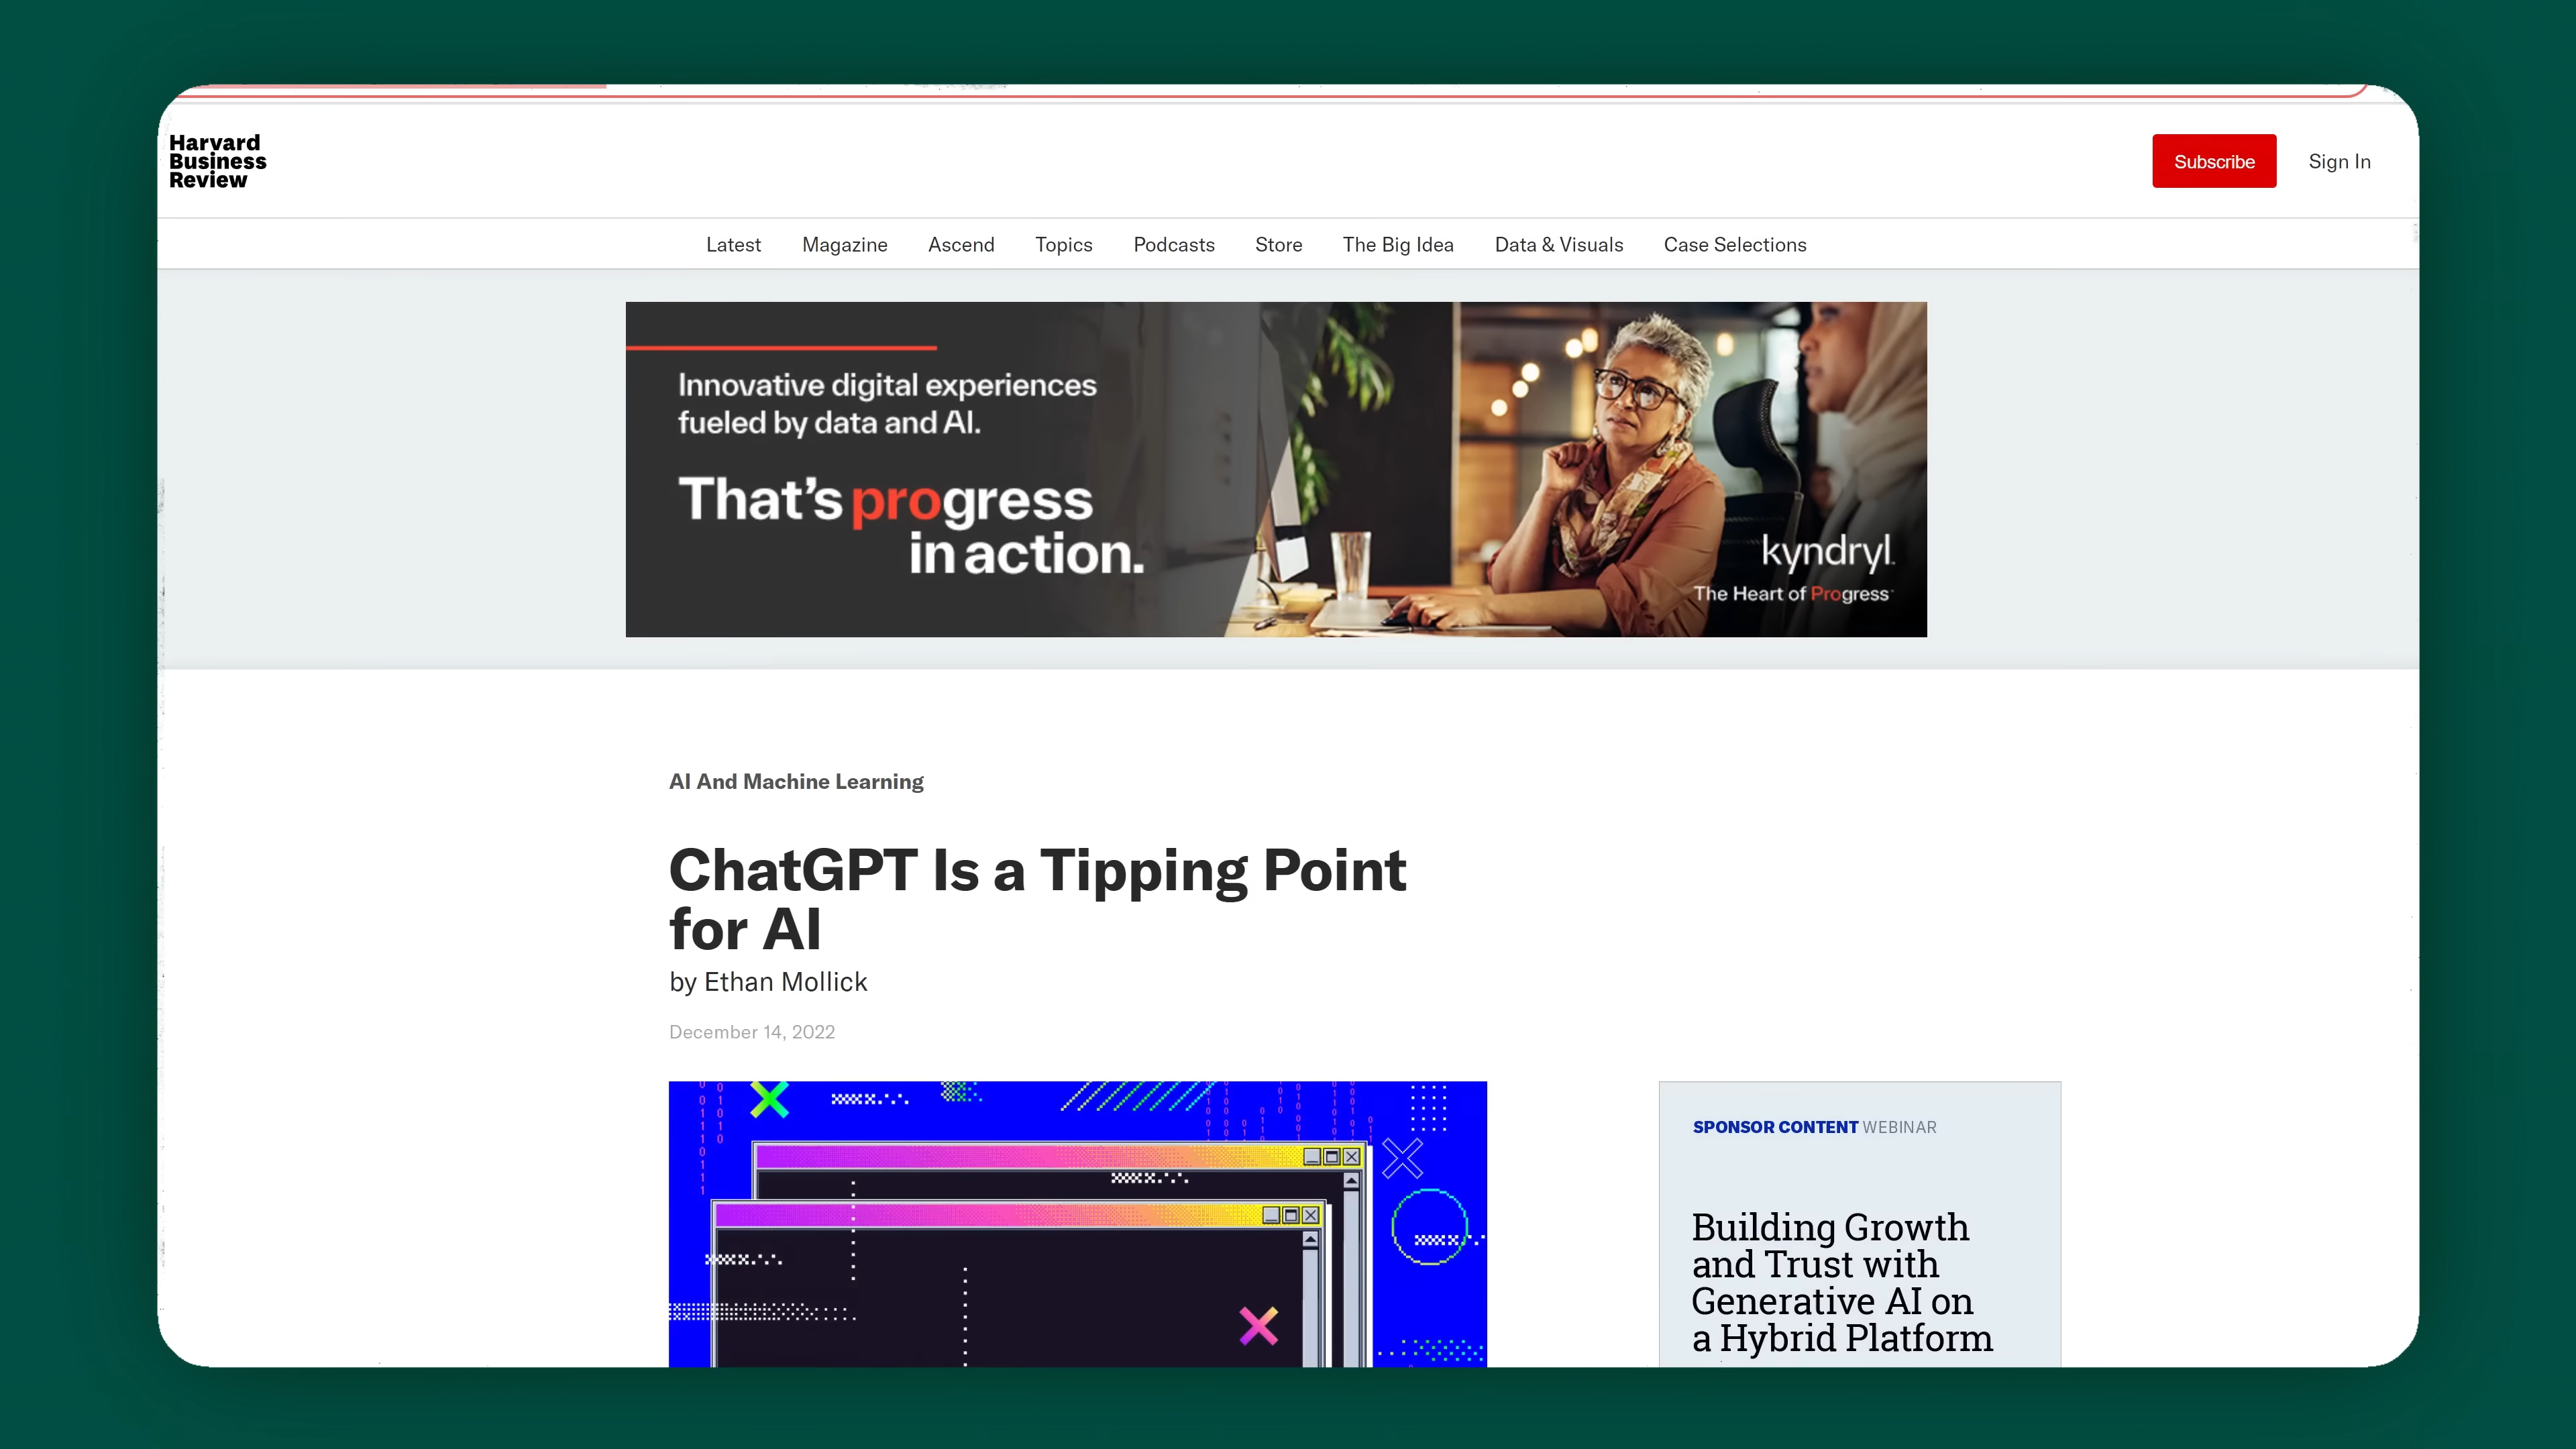 Harvard
Business
Review
Subscribe
Sign In
Latest Magazine Ascend Topics Podcasts Store The Big Idea Data & Visuals Case Selections
Innovative digital experiences
fueled by data and AI.
That's progress
in action.
kyndryl
The Heart of Progress
AI And Machine Learning
ChatGPT Is a Tipping Point
for AI
by Ethan Mollick
December 14, 2022
SPONSOR CONTENT WEBINAR
Building Growth
and Trust with
Generative AI on
a Hybrid Platform